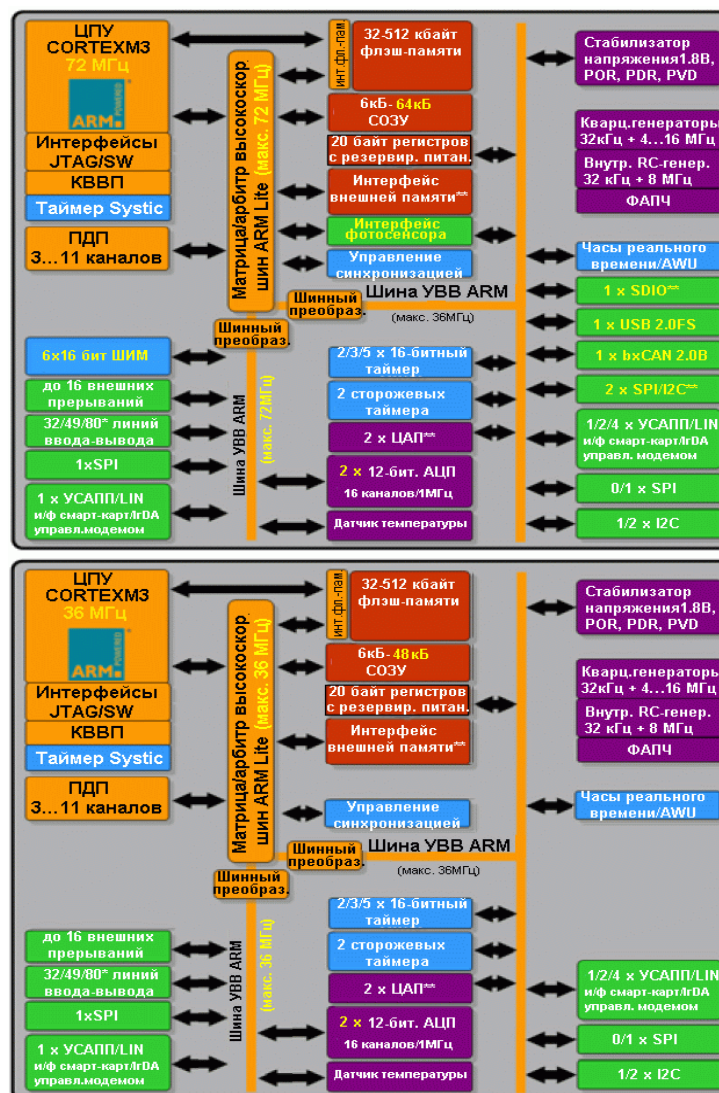 ЦПУ
CORTEXM3
72 МГц
ARM POWERED
Интерфейсы
JTAG/SW
КВВП
Таймер Systic
ПДП
3...11 каналов
Матрица/арбитр высокоскор.
шин ARM Lite (макс. 72 МГц)
инт.фл.-пам.
32-512 кбайт
флэш-памяти
6кБ- 64кБ
СОЗУ
20 байт регистров
с резервир. питан.
Интерфейс
внешней памяти**
Интерфейс
фотосенсора
Управление
синхронизацией
Шинный
преобраз.
Шина УВВ ARM
(макс. 36МГц)
Шинный
преобраз.
Стабилизатор
напряжения1.8В,
POR, PDR, PVD
Кварц.генераторы
32кГц + 4...16 МГц
Внутр. RC-генер.
32 кГц + 8 МГц
ФАПЧ
Часы реального
времени/AWU
1 x SDIO**
1 x USB 2.0FS
1 x bxCAN 2.0B
2 x SPI/I2C**
1/2/4 x УСАПП/LIN
и/ф смарт-карт/IrDA
управл. модемом
0/1 x SPI
1/2 x I2C
6x16 бит ШИМ
до 16 внешних
прерываний
32/49/80* линий
ввода-вывода
1xSPI
1 x УСАПП/LIN
и/ф смарт-карт/IrDA
управл.модемом
Шина УВВ ARM
(макс. 72МГц)
2/3/5 x 16-битный
таймер
2 сторожевых
таймера
2 x ЦАП**
2 x 12-бит. АЦП
16 каналов/1МГц
Датчик температуры
ЦПУ
CORTEXM3
36 МГц
ARM POWERED
Интерфейсы
JTAG/SW
КВВП
Таймер Systic
ПДП
3...11 каналов
Матрица/арбитр высокоскор.
шин ARM Lite (макс. 36 МГц)
инт.фл.-пам.
32-512 кбайт
флэш-памяти
6кБ- 48кБ
СОЗУ
20 байт регистров
с резервир. питан.
Интерфейс
внешней памяти**
Управление
синхронизацией
Шинный
преобраз.
Шина УВВ ARM
(макс. 36МГц)
Шинный
преобраз.
Стабилизатор
напряжения1.8В,
POR, PDR, PVD
Кварц.генераторы
32кГц + 4...16 МГц
Внутр. RC-генер.
32 кГц + 8 МГц
ФАПЧ
Часы реального
времени/AWU
до 16 внешних
прерываний
32/49/80* линий
ввода-вывода
1xSPI
1 x УСАПП/LIN
и/ф смарт-карт/IrDA
управл.модемом
Шина УВВ ARM
(макс. 36 МГц)
2/3/5 x 16-битный
таймер
2 сторожевых
таймера
2 x ЦАП**
2 x 12-бит. АЦП
16 каналов/1МГц
Датчик температуры
1/2/4 x УСАПП/LIN
и/ф смарт-карт/IrDA
управл. модемом
0/1 x SPI
1/2 x I2C